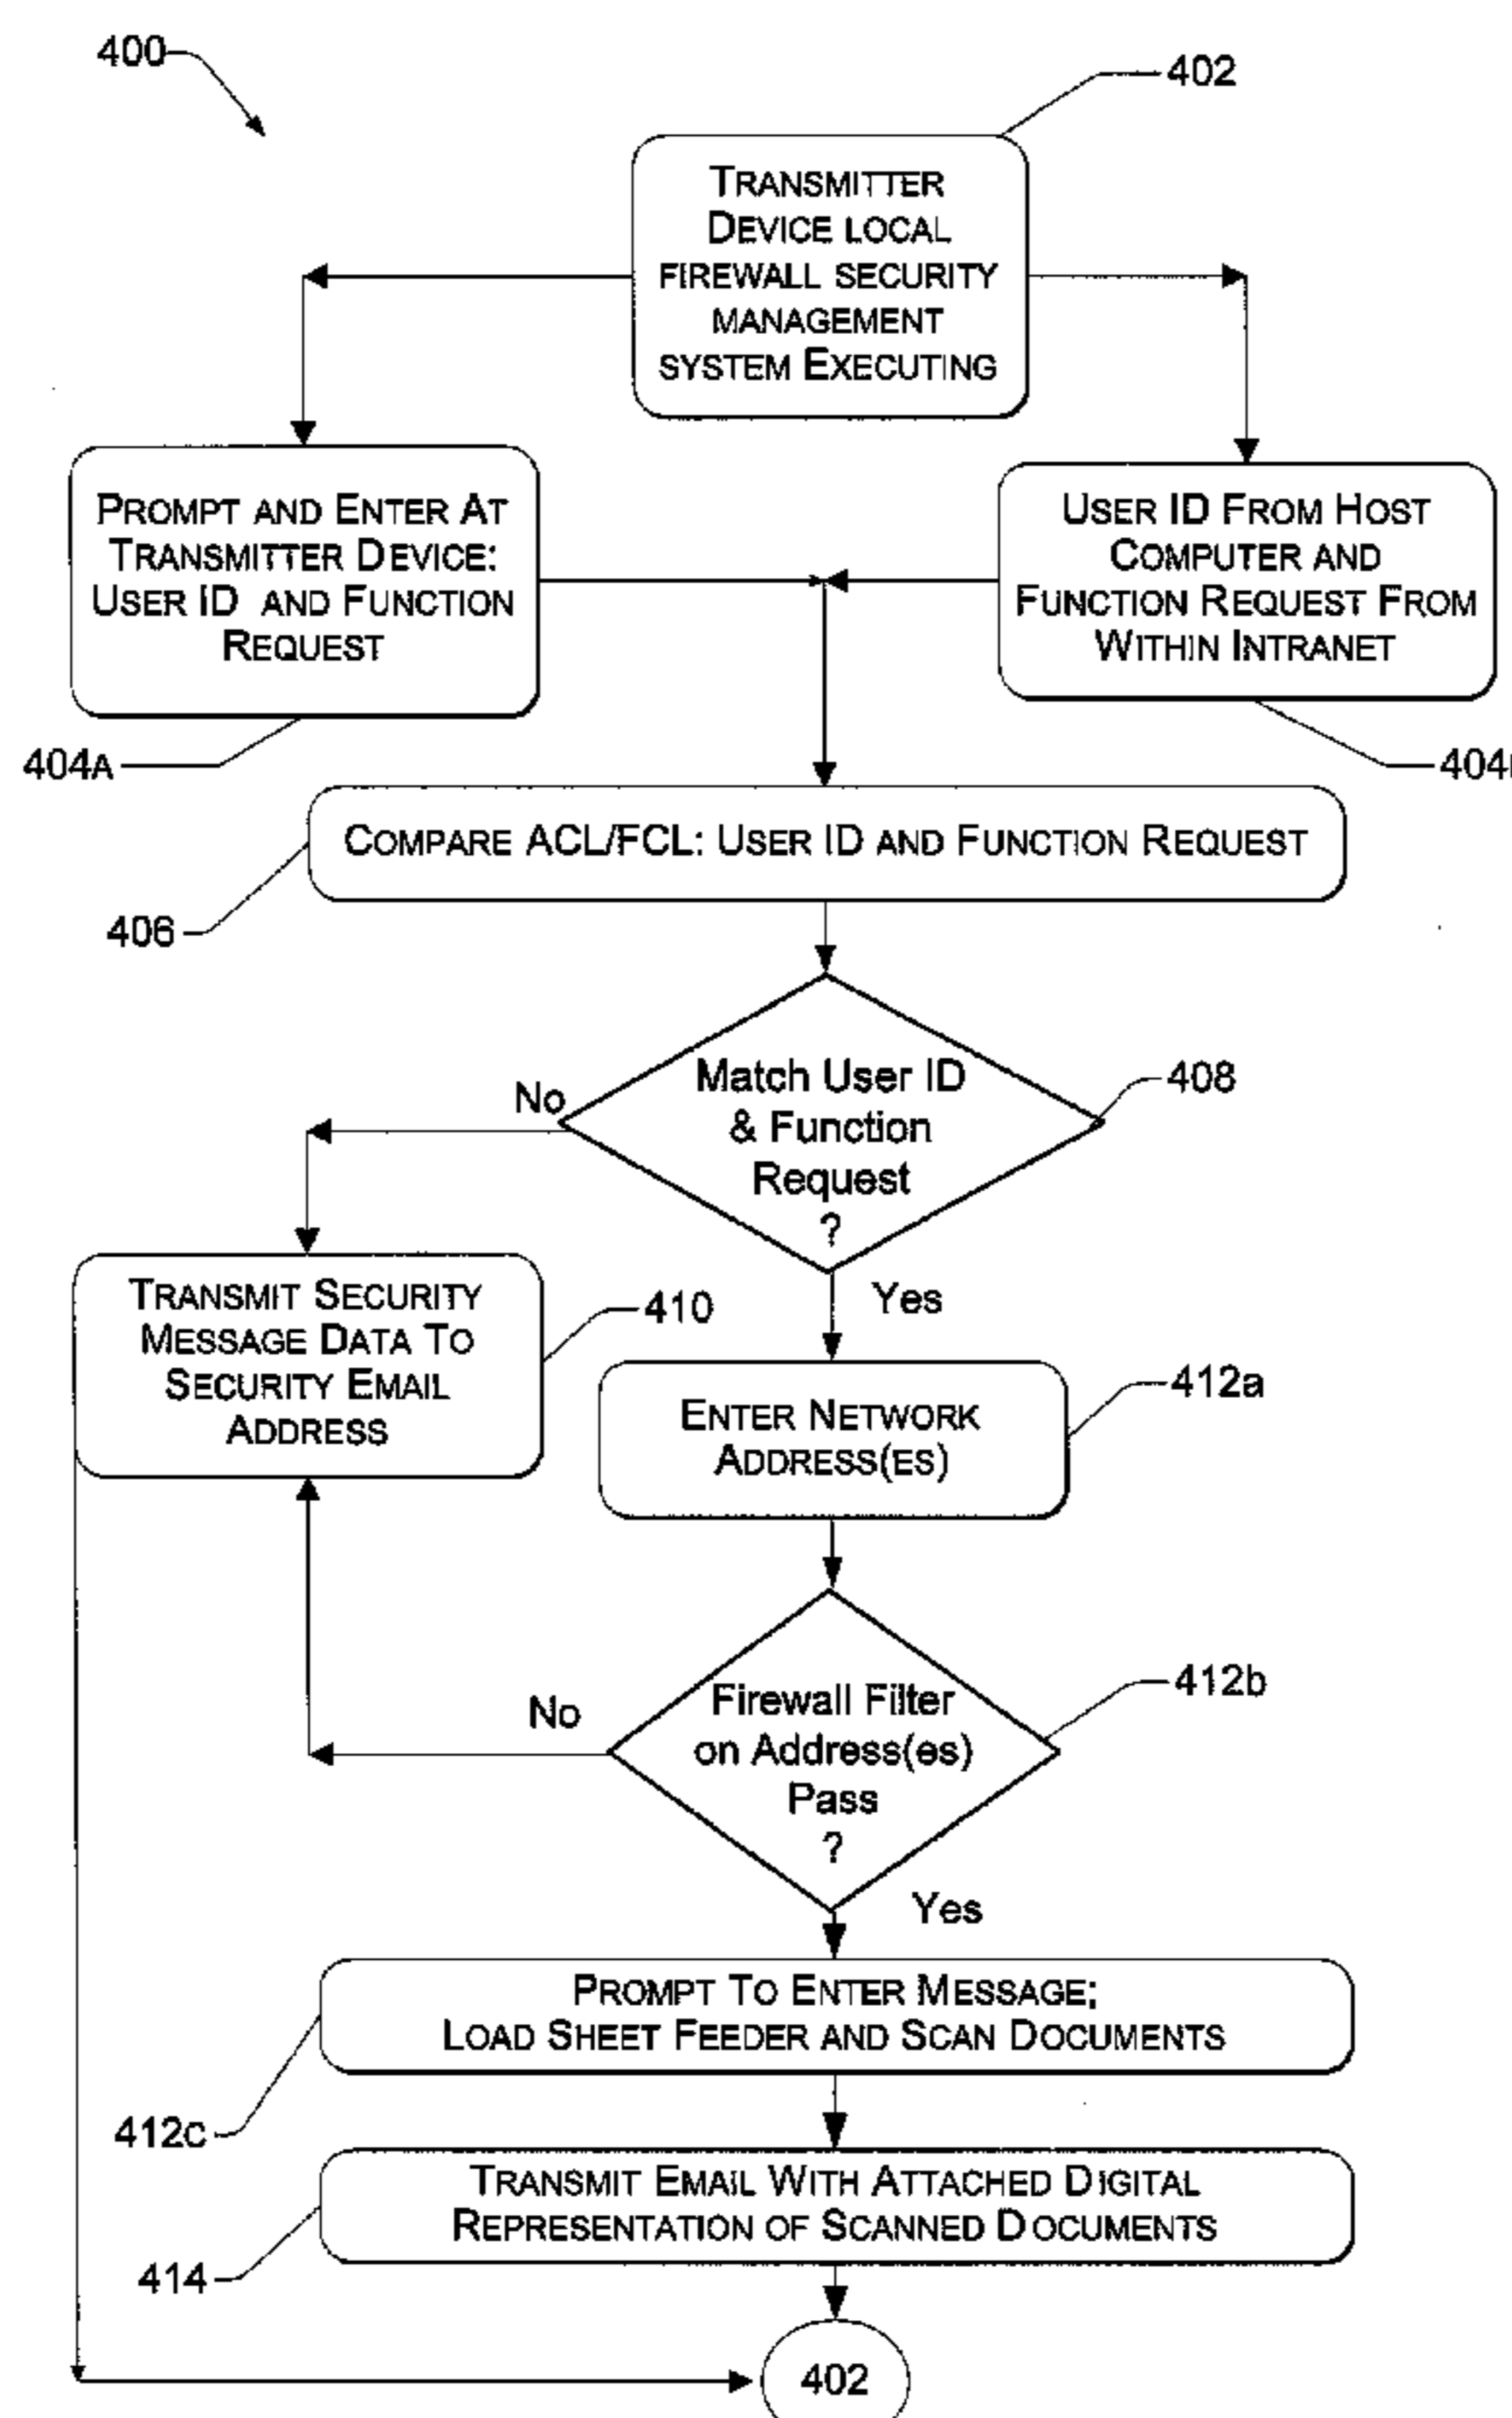 400
402
TRANSMITTER
DEVICE LOCAL
FIREWALL SECURITY
MANAGEMENT
SYSTEM EXECUTING
PROMPT AND ENTER AT
TRANSMITTER DEVICE:
USER ID AND FUNCTION
REQUEST
USER ID FROM HOST
COMPUTER AND
FUNCTION REQUEST FROM
WITHIN INTRANET
404A
404
COMPARE ACL/FCL: USER ID AND FUNCTION REQUEST
406
Match User ID
& Function
Request
?
408
No
Yes
TRANSMIT SECURITY
MESSAGE DATA TO
SECURITY EMAIL
ADDRESS
410
ENTER NETWORK
ADDRESS(ES)
412a
Firewall Filter
on Address(es)
Pass
?
412b
No
Yes
PROMPT TO ENTER MESSAGE;
LOAD SHEET FEEDER AND SCAN DOCUMENTS
412c
TRANSMIT EMAIL WITH ATTACHED DIGITAL
REPRESENTATION OF SCANNED DOCUMENTS
414
402